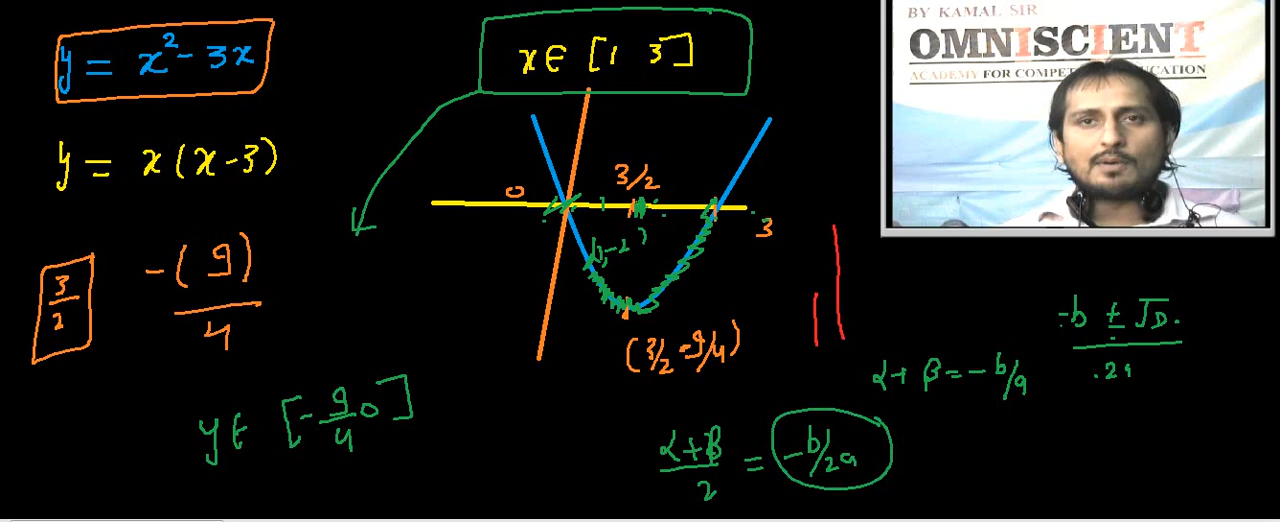 y = x² - 3x
x ∈ [1 3]
BY KAMAL SIR
OMNISCIENT
ACADEMY FOR COMPET UCATION
y = x(x-3)
0
3/2
3
(1,-2)
3/2
-(9)/4
(3/2 -9/4)
-b ± √D. / .2a
α + β = -b/a
y ∈ [-9/4 0]
α+β/2 = -b/2a